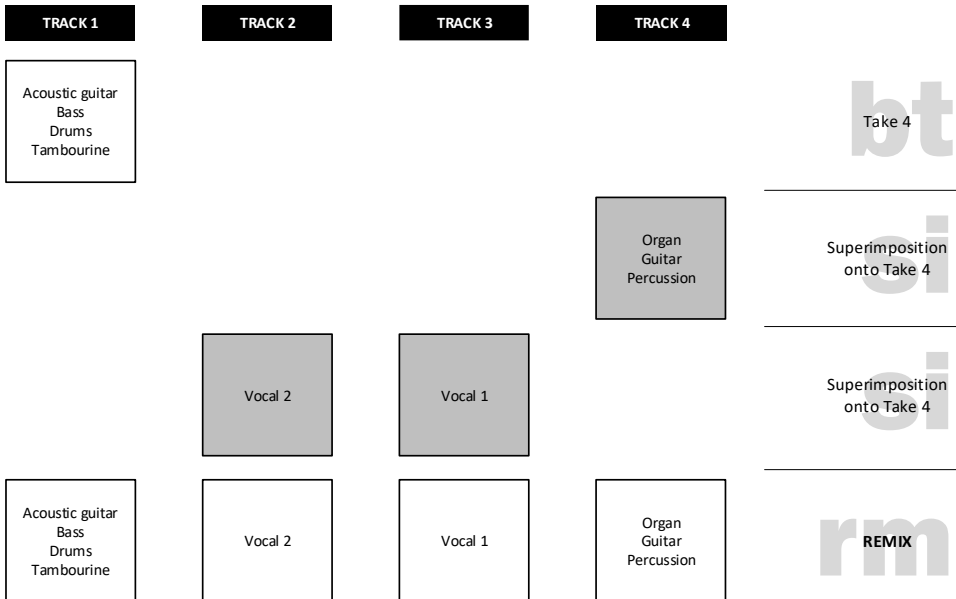 TRACK 1 TRACK 2 TRACK 3 TRACK 4
Acoustic guitar
Bass
Drums
Tambourine
bt
Take 4
Organ
Guitar
Percussion
si
Superimposition
onto Take 4
Vocal 2
Vocal 1
si
Superimposition
onto Take 4
Acoustic guitar
Bass
Drums
Tambourine
Vocal 2
Vocal 1
Organ
Guitar
Percussion
rm
REMIX